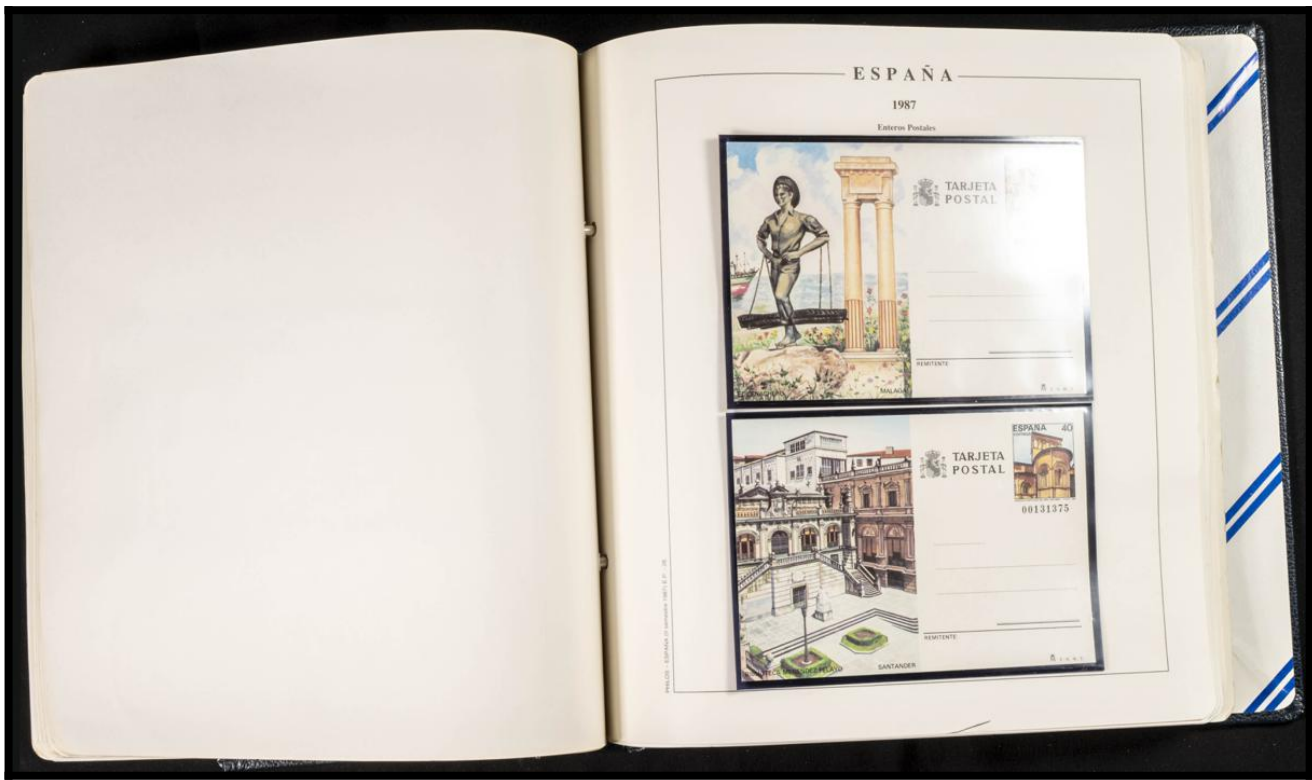 ESPAÑA
1987
Enteros Postales
TARJETA
POSTAL
REMITENTE
MALAGA
ESPAÑA 40
TARJETA
POSTAL
00131375
REMITENTE
SANTANDER